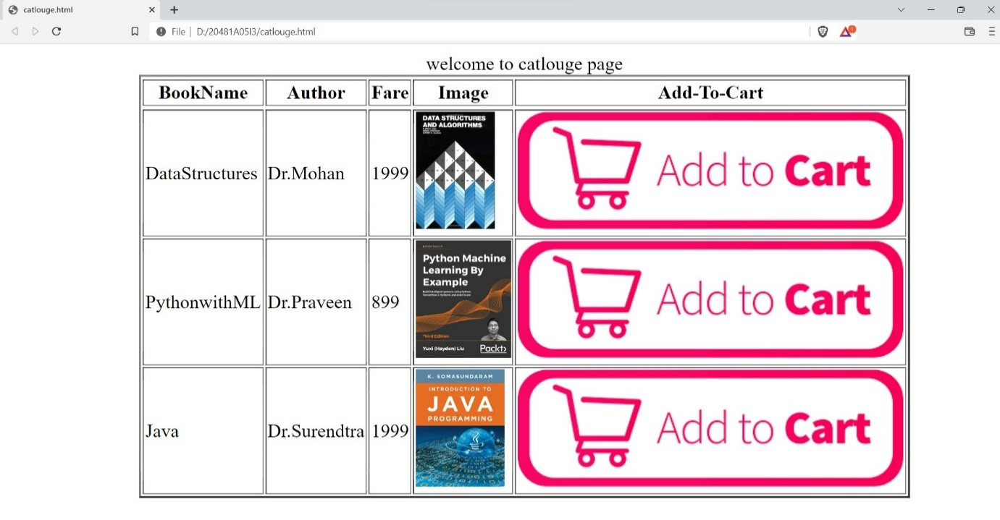 catlouge.html
File D:/20481A05I3/catlouge.html
welcome to catlouge page
BookName Author Fare Image Add-To-Cart
DATA STRUCTURES
AND ALGORITHMS
DataStructures Dr.Mohan 1999 Add to Cart
Python Machine
Learning By
Example
PythonwithML Dr.Praveen 899 Add to Cart
Third Edition
Yuxi (Hayden) Liu Packt>
K. SOMASUNDARAM
INTRODUCTION TO
JAVA
PROGRAMMING
Java Dr.Surendtra 1999 Add to Cart